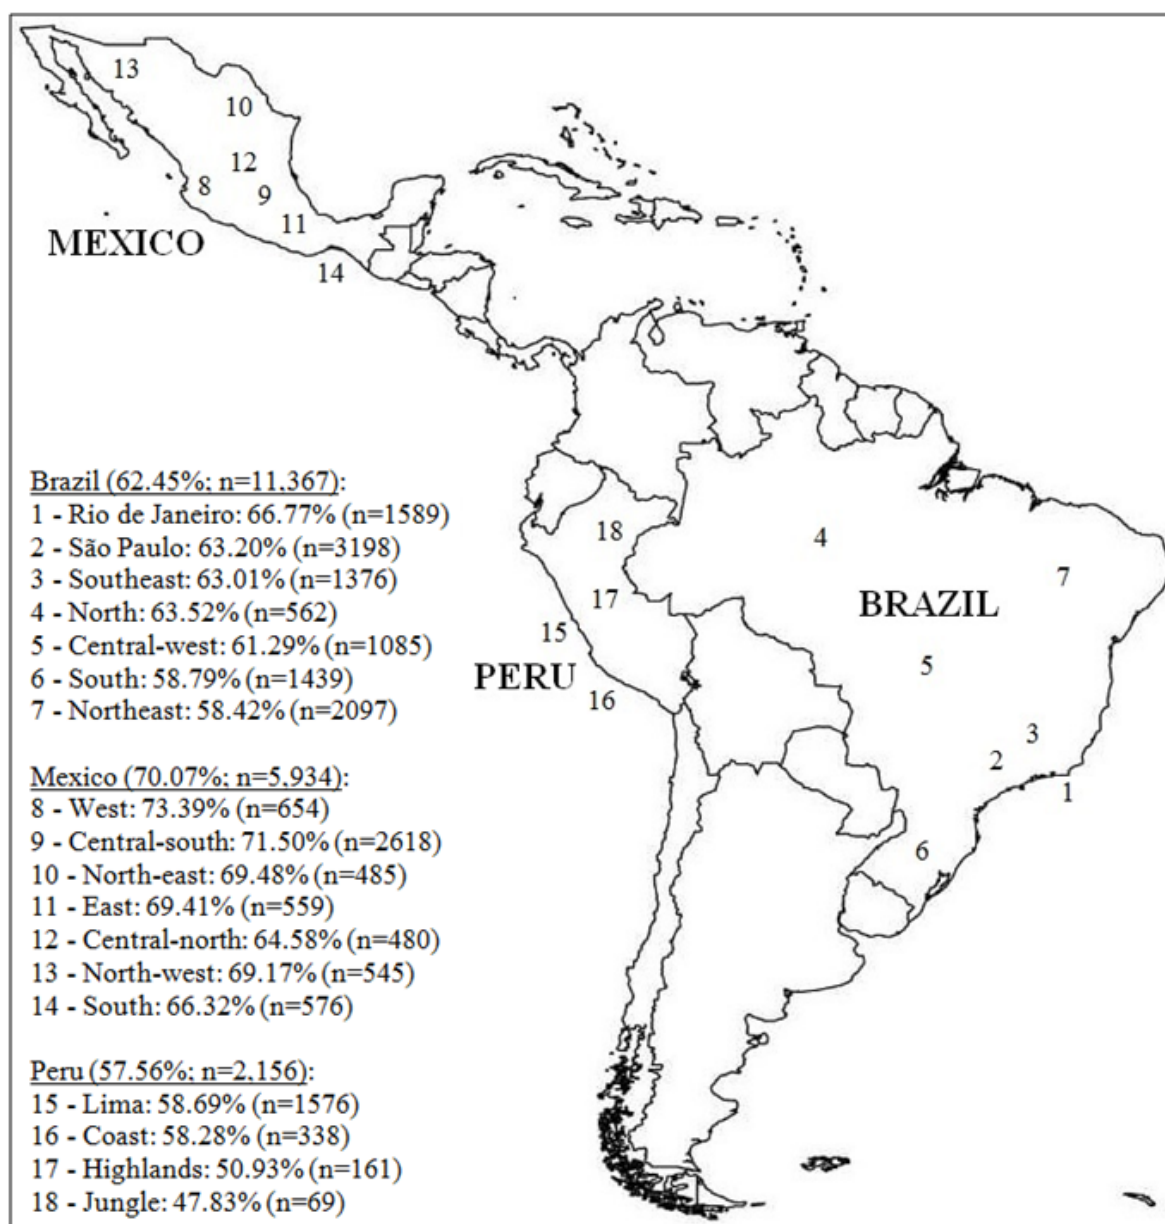 13
10
12
8
9
11
MEXICO
14
18
4
7
17
BRAZIL
15
5
PERU
16
3
2
1
6
Brazil (62.45%; n=11,367):
1 - Rio de Janeiro: 66.77% (n=1589)
2 - São Paulo: 63.20% (n=3198)
3 - Southeast: 63.01% (n=1376)
4 - North: 63.52% (n=562)
5 - Central-west: 61.29% (n=1085)
6 - South: 58.79% (n=1439)
7 - Northeast: 58.42% (n=2097)
Mexico (70.07%; n=5,934):
8 - West: 73.39% (n=654)
9 - Central-south: 71.50% (n=2618)
10 - North-east: 69.48% (n=485)
11 - East: 69.41% (n=559)
12 - Central-north: 64.58% (n=480)
13 - North-west: 69.17% (n=545)
14 - South: 66.32% (n=576)
Peru (57.56%; n=2,156):
15 - Lima: 58.69% (n=1576)
16 - Coast: 58.28% (n=338)
17 - Highlands: 50.93% (n=161)
18 - Jungle: 47.83% (n=69)